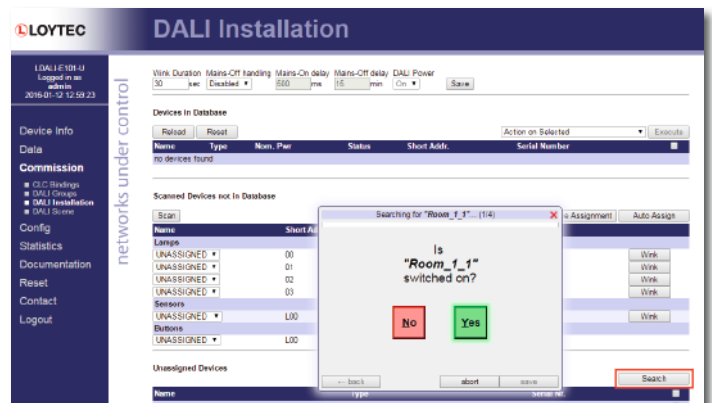 LOYTEC
DALI Installation
LDALI-E101-U
Logged in as
admin
2016-01-12 12:59:23
Device Info
Data
Commission
CLC Bindings
DALI Groups
DALI Installation
DALI Scene
Config
Statistics
Documentation
Reset
Contact
Logout
networks under control
Wink Duration Mains-Off handling Mains-On delay Mains-Off delay DALI Power
30 sec Disabled 500 ms 15 min On Save
Devices in Database
Reload Reset Action on Selected Execute
Name Type Nom. Pwr Status Short Addr. Serial Number
no devices found
Scanned Devices not in Database
Scan e Assignment Auto Assign
Name Short Ad
Lamps
UNASSIGNED 00 Wink
UNASSIGNED 01 Wink
UNASSIGNED 02 Wink
UNASSIGNED 03 Wink
Sensors
UNASSIGNED L00 Wink
Buttons
UNASSIGNED L00
Searching for "Room_1_1"... (1/4) X
Is
"Room_1_1"
switched on?
No Yes
← back abort save
Unassigned Devices
Search
Name Type Serial Nr.